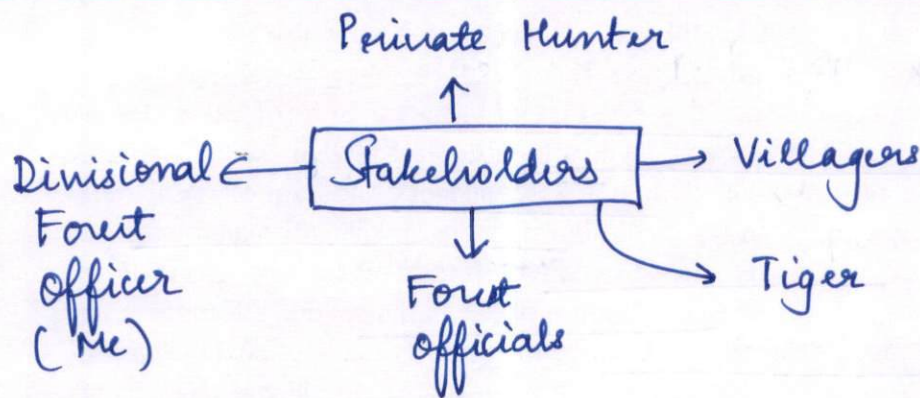 Private Hunter
Stakeholders
Villagers
Divisional
Forest
Officer
(Me)
Forest
officials
Tiger